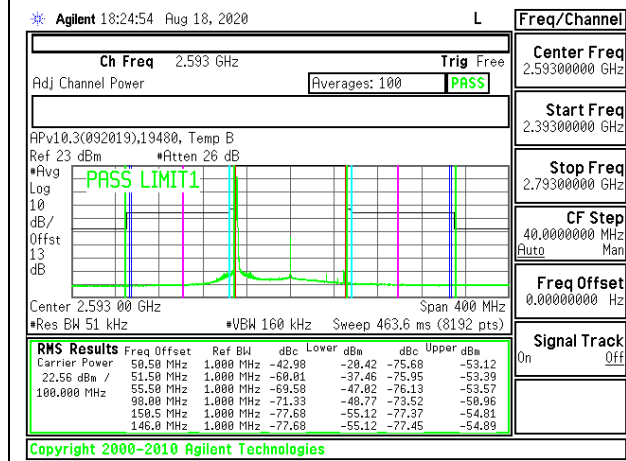 Agilent 18:24:54 Aug 18, 2020 L
Freq/Channel
Ch Freq 2.593 GHz Trig Free
Adj Channel Power Averages: 100 PASS
APv10.3(092019),19480, Temp B
Ref 23 dBm #Atten 26 dB
#Avg
Log
10
dB/
Offst
13
dB
PASS LIMIT1
Center 2.593 00 GHz Span 400 MHz
#Res BW 51 kHz #VBW 160 kHz Sweep 463.6 ms (8192 pts)
RMS Results Freq Offset Ref BW dBc Lower dBm dBc Upper dBm
Carrier Power 50.50 MHz 1.000 MHz -42.98 -20.42 -75.68 -53.12
22.56 dBm / 51.50 MHz 1.000 MHz -60.01 -37.46 -75.95 -53.39
100.000 MHz 55.50 MHz 1.000 MHz -69.58 -47.02 -76.13 -53.57
98.00 MHz 1.000 MHz -71.33 -48.77 -73.52 -50.96
150.5 MHz 1.000 MHz -77.68 -55.12 -77.37 -54.81
146.0 MHz 1.000 MHz -77.68 -55.12 -77.45 -54.89
Copyright 2000-2010 Agilent Technologies
Center Freq
2.59300000 GHz
Start Freq
2.39300000 GHz
Stop Freq
2.79300000 GHz
CF Step
40.0000000 MHz
Auto Man
Freq Offset
0.00000000 Hz
Signal Track
On Off